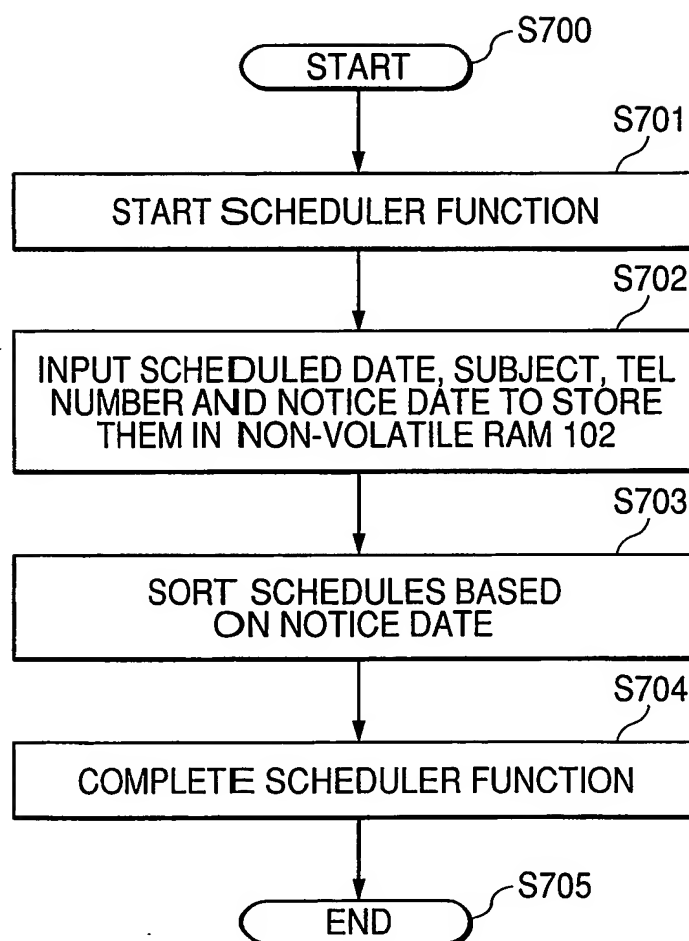 S700
START
S701
START SCHEDULER FUNCTION
S702
INPUT SCHEDULED DATE, SUBJECT, TEL
NUMBER AND NOTICE DATE TO STORE
THEM IN NON-VOLATILE RAM 102
S703
SORT SCHEDULES BASED
ON NOTICE DATE
S704
COMPLETE SCHEDULER FUNCTION
S705
END